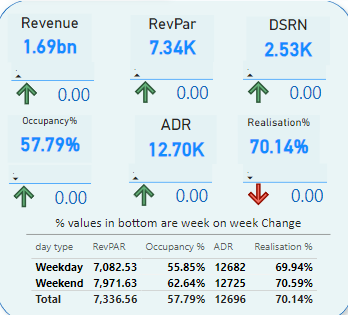 Revenue RevPar DSRN
1.69bn 7.34K 2.53K
0.00 0.00 0.00
Occupancy% ADR Realisation%
57.79% 12.70K 70.14%
0.00 0.00 0.00
% values in bottom are week on week Change
day type RevPAR Occupancy % ADR Realisation %
Weekday 7,082.53 55.85% 12682 69.94%
Weekend 7,971.63 62.64% 12725 70.59%
Total 7,336.56 57.79% 12696 70.14%